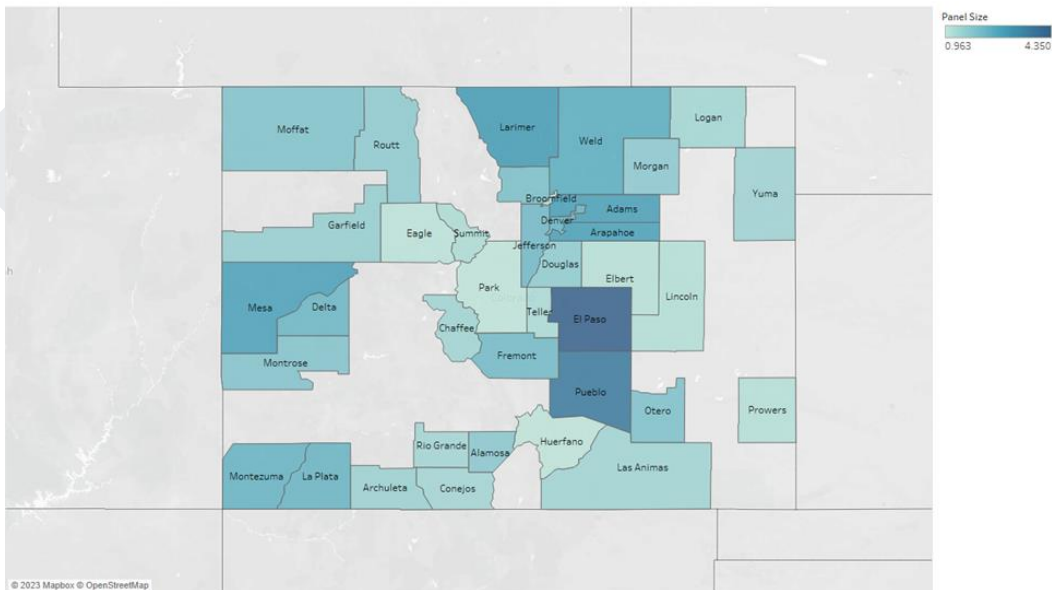 Panel Size
0.963 4.350
Moffat
Routt
Larimer
Weld
Logan
Morgan
Yuma
Broomfield
Denver
Adams
Arapahoe
Garfield
Eagle
Summit
Jefferson
Douglas
Elbert
Lincoln
Park
Mesa
Delta
Teller
El Paso
Chaffee
Montrose
Fremont
Pueblo
Otero
Prowers
Rio Grande
Alamosa
Huerfano
Las Animas
Montezuma
La Plata
Archuleta
Conejos
© 2023 Mapbox © OpenStreetMap